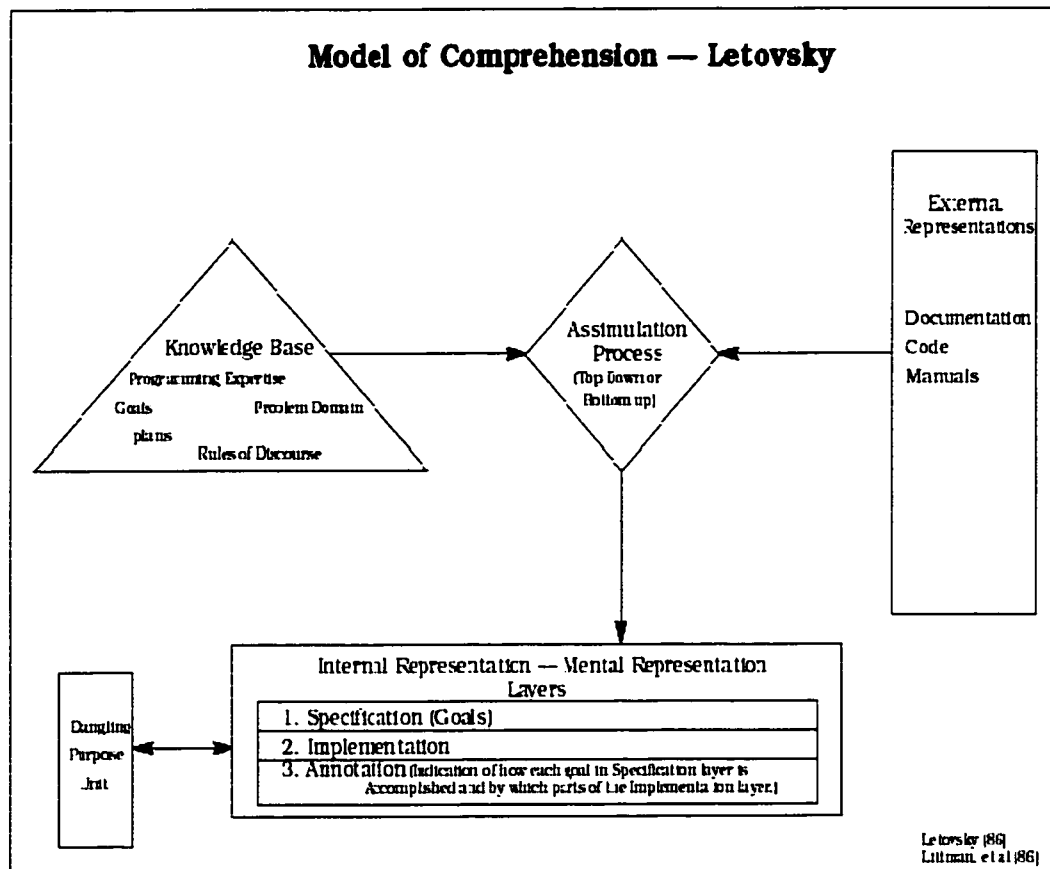 Model of Comprehension — Letovsky
External
Representations
Documentation
Code
Manuals
Knowledge Base
Programming Expertise
Goals
Problem Domain
plans
Rules of Discourse
Assimulation
Process
(Top Down or
Bottom up)
Internal Representation — Mental Representation
Layers
1. Specification (Goals)
2. Implementation
3. Annotation (Indication of how each goal in Specification layer is
Accomplished and by which parts of the Implementation layer.)
Dangling
Purpose
Unit
Letovsky [86]
Littman, et al [86]